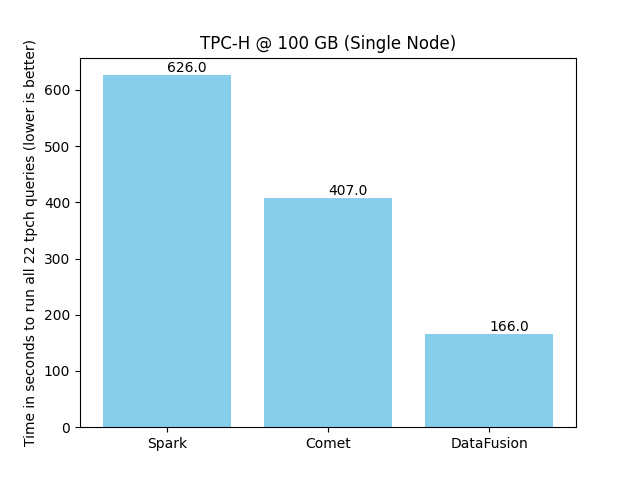 TPC-H @ 100 GB (Single Node)
Time in seconds to run all 22 tpch queries (lower is better)
600
500
400
300
200
100
0
626.0
407.0
166.0
Spark
Comet
DataFusion